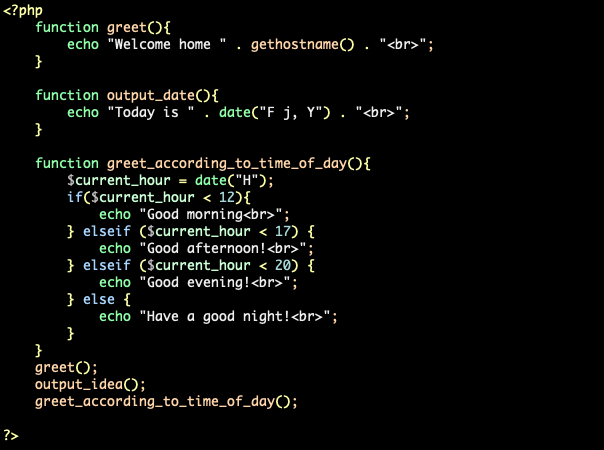 <?php
    function greet(){
        echo "Welcome home " . gethostname() . "<br>";
    }

    function output_date(){
        echo "Today is " . date("F j, Y") . "<br>";
    }

    function greet_according_to_time_of_day(){
        $current_hour = date("H");
        if($current_hour < 12){
            echo "Good morning<br>";
        } elseif ($current_hour < 17) {
            echo "Good afternoon!<br>";
        } elseif ($current_hour < 20) {
            echo "Good evening!<br>";
        } else {
            echo "Have a good night!<br>";
        }
    }
    greet();
    output_idea();
    greet_according_to_time_of_day();

?>